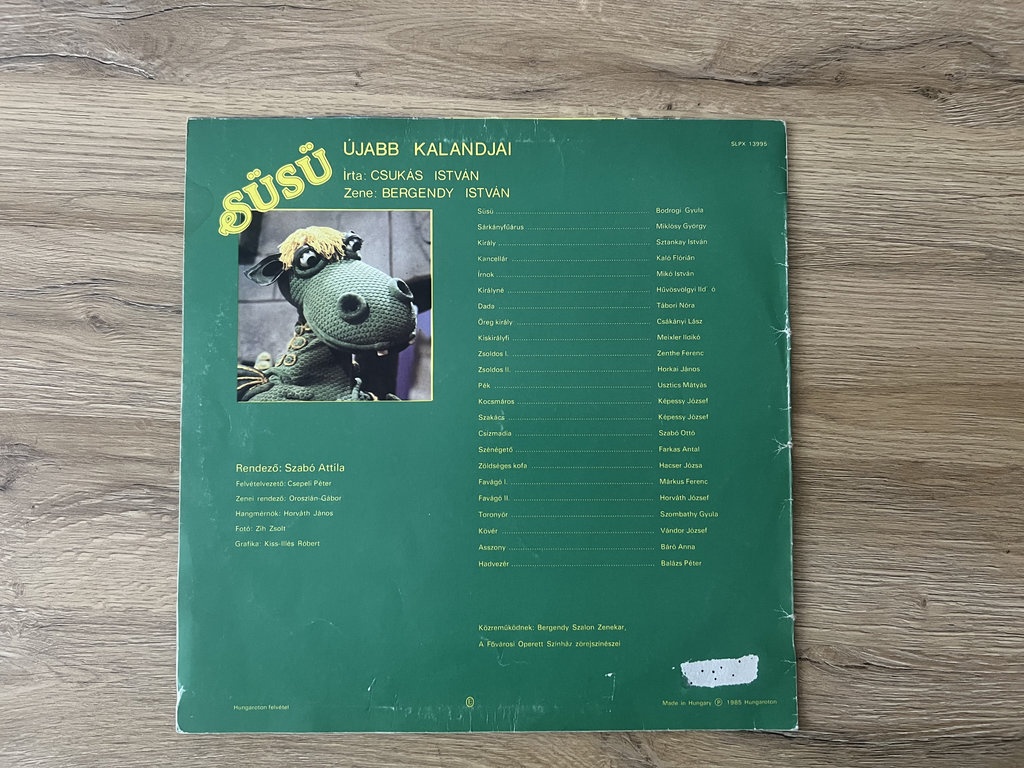 SÜSÜ
ÚJABB KALANDJAI
Írta: CSUKÁS ISTVÁN
Zene: BERGENDY ISTVÁN
SLPX 13995
Süsü ........ Bodrogi Gyula
Sárkányfűárus ........ Miklósy György
Király ........ Sztankay István
Kancellár ........ Kaló Flórián
Írnok ........ Mikó István
Királyné ........ Hűvösvölgyi
Dada ........ Tábori Nóra
Öreg király ........ Csákányi Lász
Kiskirályfi ........ Meixler Ildikó
Zsoldos I. ........ Zenthe Ferenc
Zsoldos II. ........ Horkai János
Pék ........ Usztics Mátyás
Kocsmáros ........ Képessy József
Szakács ........ Képessy József
Csizmadia ........ Szabó Ottó
Szénégető ........ Farkas Antal
Zöldséges kofa ........ Hacser Józsa
Favágó I. ........ Márkus Ferenc
Favágó II. ........ Horváth József
Toronyőr ........ Szombathy Gyula
Kövér ........ Vándor József
Asszony ........ Báró Anna
Hadvezér ........ Balázs Péter
Rendező: Szabó Attila
Felvételvezető: Csepeli Péter
Zenei rendező: Oroszlán-Gábor
Hangmérnök: Horváth János
Fotó: Zih Zsolt
Grafika: Kiss-Illés Róbert
Közreműködnek: Bergendy Szalon Zenekar,
A Fővárosi Operett Színház zörejszínészei
Hungaroton felvétel
Made in Hungary Ⓟ 1985 Hungaroton